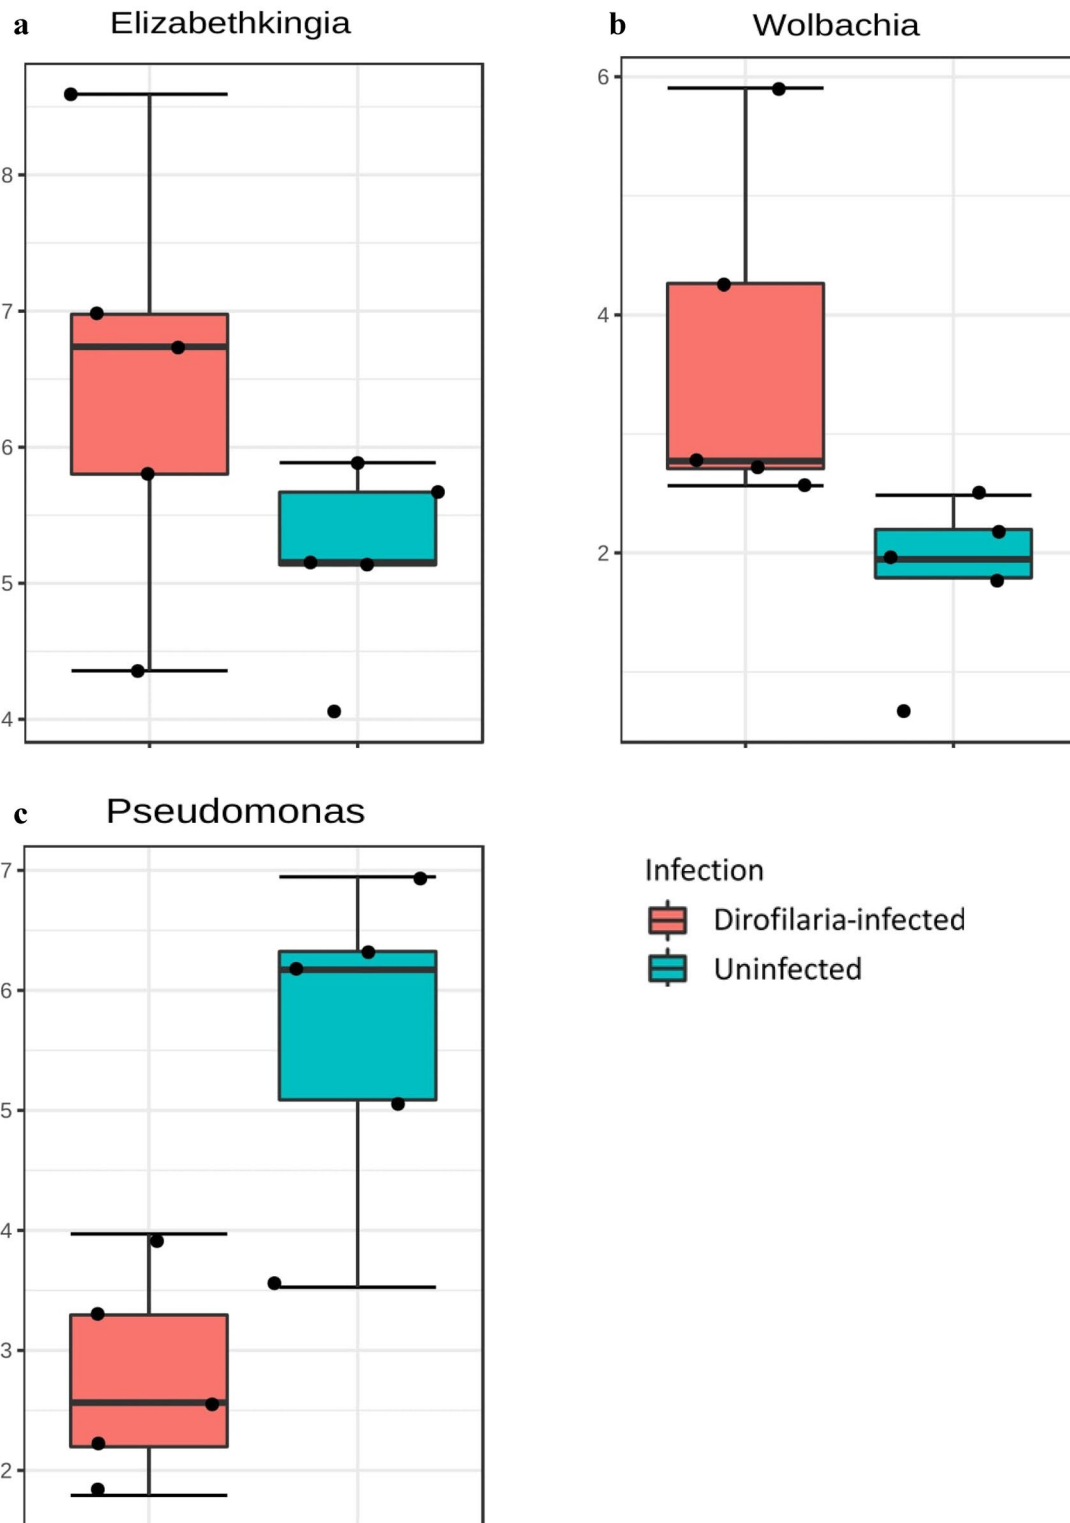 a
Elizabethkingia
8
7
6
5
4
b
Wolbachia
6
4
2
c
Pseudomonas
7
6
5
4
3
2
Infection
Dirofilaria-infected
Uninfected